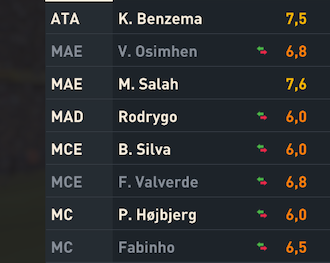 ATA K. Benzema 7,5
MAE V. Osimhen 6,8
MAE M. Salah 7,6
MAD Rodrygo 6,0
MCE B. Silva 6,0
MCE F. Valverde 6,8
MC P. Højbjerg 6,0
MC Fabinho 6,5